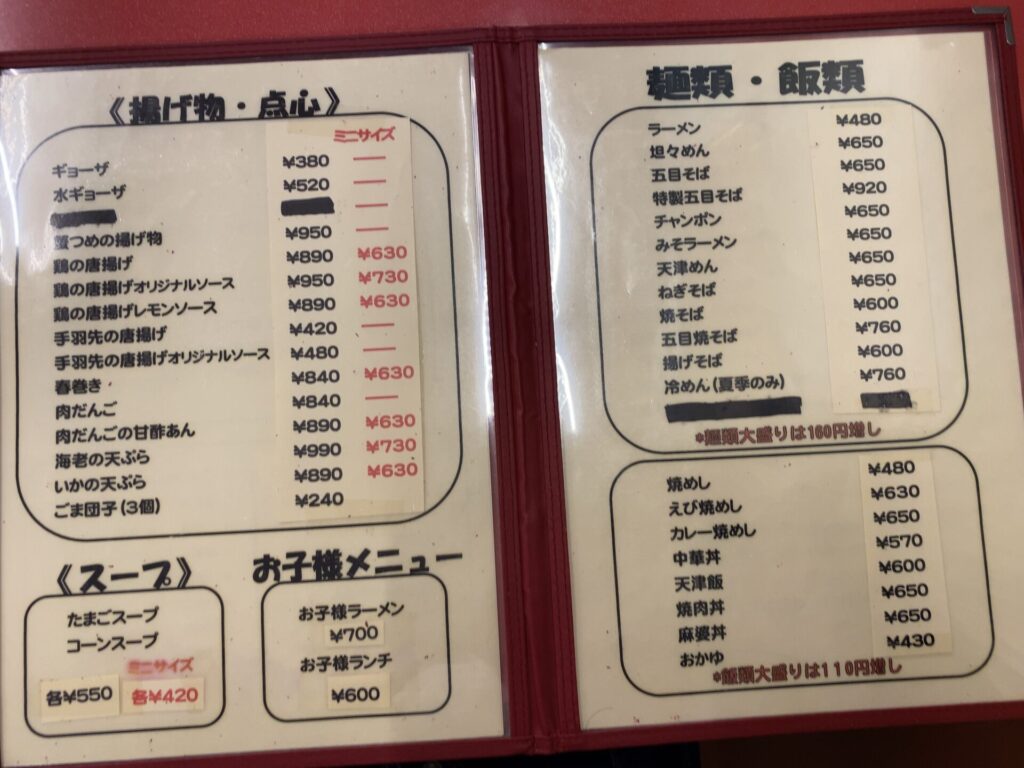 《揚げ物・点心》
ミニサイズ
ギョーザ ¥380 —
水ギョーザ ¥520 —
—
蟹つめの揚げ物 ¥950 —
鶏の唐揚げ ¥890 ¥630
鶏の唐揚げオリジナルソース ¥950 ¥730
鶏の唐揚げレモンソース ¥890 ¥630
手羽先の唐揚げ ¥420 —
手羽先の唐揚げオリジナルソース ¥480 —
春巻き ¥840 ¥630
肉だんご ¥840 —
肉だんごの甘酢あん ¥890 ¥630
海老の天ぷら ¥990 ¥730
いかの天ぷら ¥890 ¥630
ごま団子(3個) ¥240
《スープ》
たまごスープ
コーンスープ
ミニサイズ
各¥550 各¥420
お子様メニュー
お子様ラーメン
¥700
お子様ランチ
¥600
麺類・飯類
ラーメン ¥480
坦々めん ¥650
五目そば ¥650
特製五目そば ¥920
チャンポン ¥650
みそラーメン ¥650
天津めん ¥650
ねぎそば ¥650
焼そば ¥600
五目焼そば ¥760
揚げそば ¥600
冷めん(夏季のみ) ¥760
*麺類大盛りは160円増し
焼めし ¥480
えび焼めし ¥630
カレー焼めし ¥650
中華丼 ¥570
天津飯 ¥600
焼肉丼 ¥650
麻婆丼 ¥650
おかゆ ¥430
*飯類大盛りは110円増し